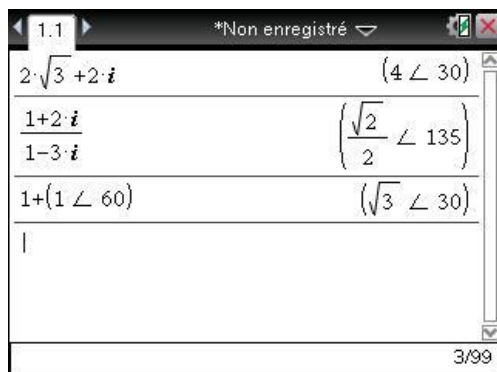 1.1 *Non enregistré
2·√3 +2·i (4 ∠ 30)
(1+2·i)/(1−3·i) (√2/2 ∠ 135)
1+(1 ∠ 60) (√3 ∠ 30)
3/99